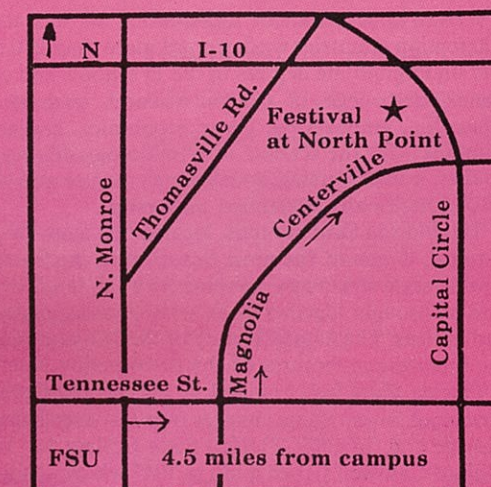 N
I-10
Thomasville Rd.
Festival
at North Point
Centerville
N. Monroe
Capital Circle
Magnolia
Tennessee St.
FSU
4.5 miles from campus